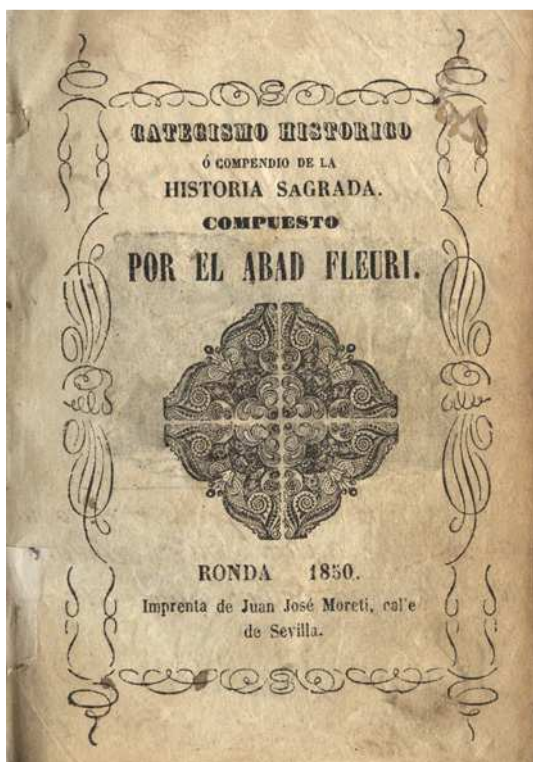 CATECISMO HISTORICO
Ó COMPENDIO DE LA
HISTORIA SAGRADA.
COMPUESTO
POR EL ABAD FLEURI.
RONDA 1850.
Imprenta de Juan José Moreti, cal'e
de Sevilla.